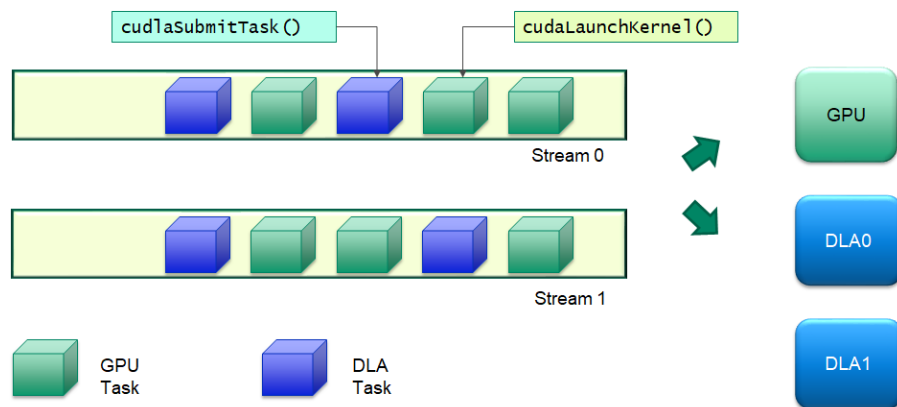 cudlaSubmitTask()
cudaLaunchKernel()
Stream 0
GPU
DLA0
Stream 1
DLA1
GPU
Task
DLA
Task